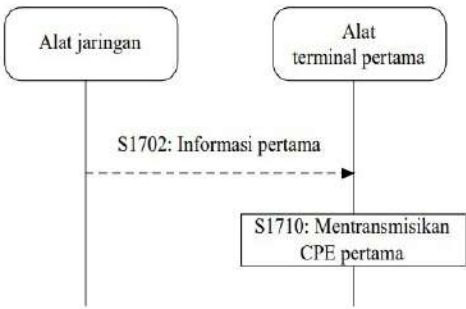 Alat jaringan
Alat
terminal pertama
S1702: Informasi pertama
S1710: Mentransmisikan
CPE pertama